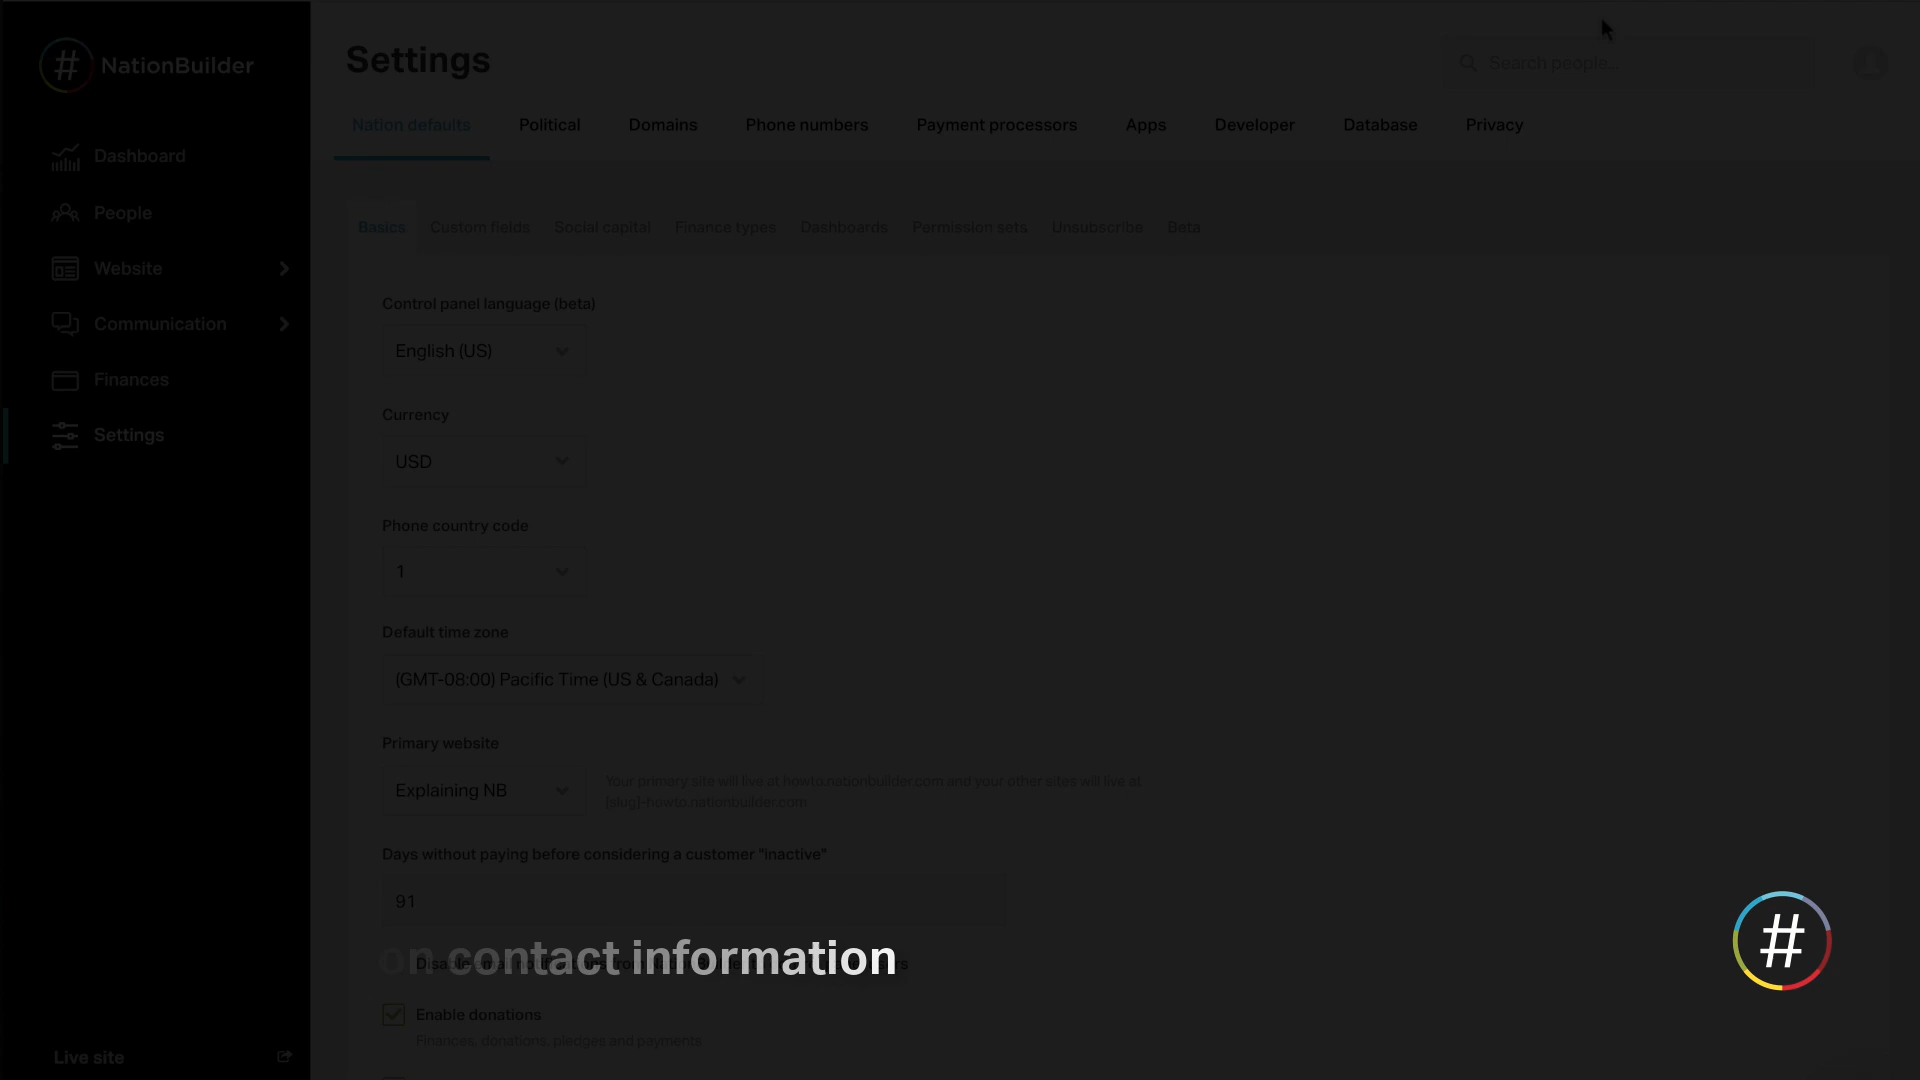 # NationBuilder
Dashboard
People
Website
Communication
Finances
Settings
Live site
Settings
Search people...
Nation defaults Political Domains Phone numbers Payment processors Apps Developer Database Privacy
Basics Custom fields Social capital Finance types Dashboards Permission sets Unsubscribe Beta
Control panel language (beta)
English (US)
Currency
USD
Phone country code
1
Default time zone
(GMT-08:00) Pacific Time (US & Canada)
Primary website
Explaining NB
Your primary site will live at howto.nationbuilder.com and your other sites will live at
[slug]-howto.nationbuilder.com
Days without paying before considering a customer "inactive"
91
on contact information
Disable email
Enable donations
Finances, donations, pledges and payments
#